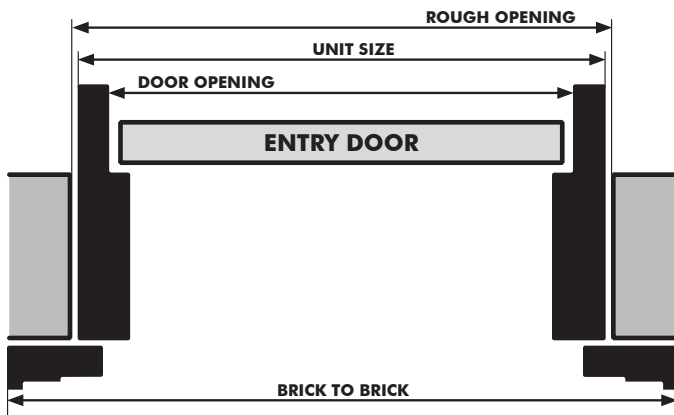 ROUGH OPENING
UNIT SIZE
DOOR OPENING
ENTRY DOOR
BRICK TO BRICK